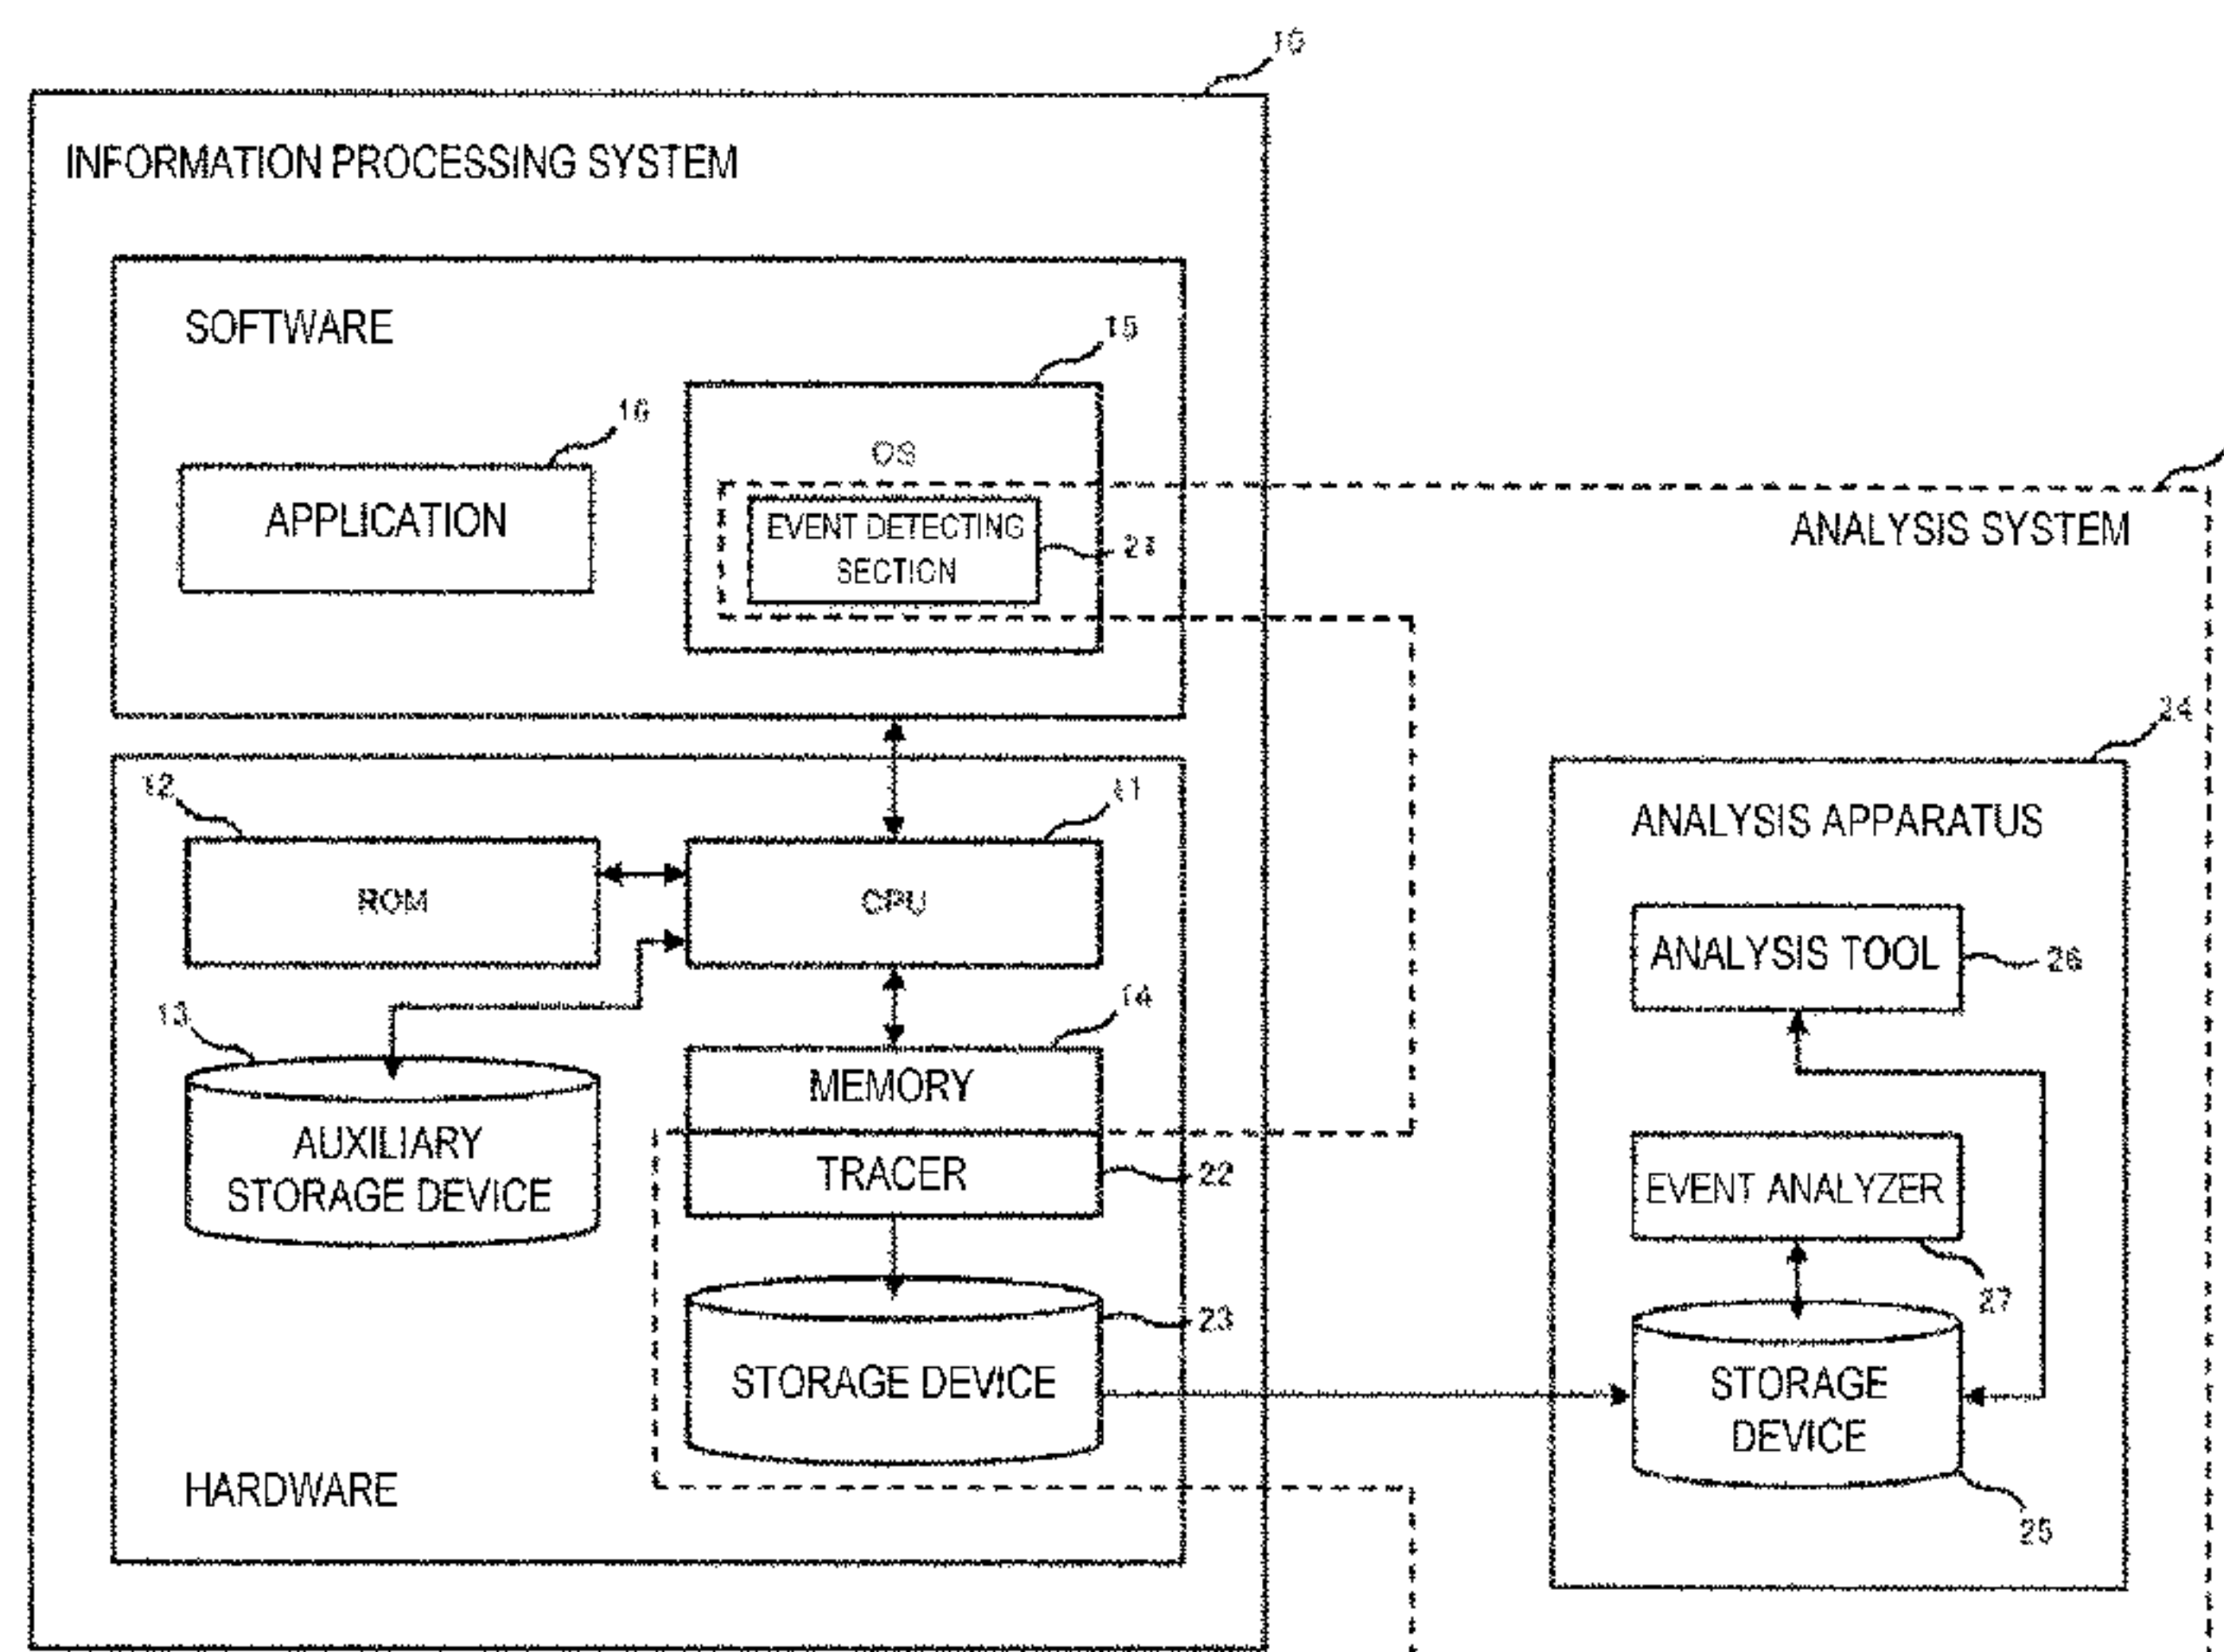 10
INFORMATION PROCESSING SYSTEM
SOFTWARE
15
16
OS
APPLICATION
EVENT DETECTING
SECTION
21
ANALYSIS SYSTEM
24
12
11
ROM
CPU
ANALYSIS APPARATUS
ANALYSIS TOOL
26
13
14
MEMORY
AUXILIARY
STORAGE DEVICE
TRACER
22
EVENT ANALYZER
27
23
STORAGE DEVICE
STORAGE
DEVICE
25
HARDWARE